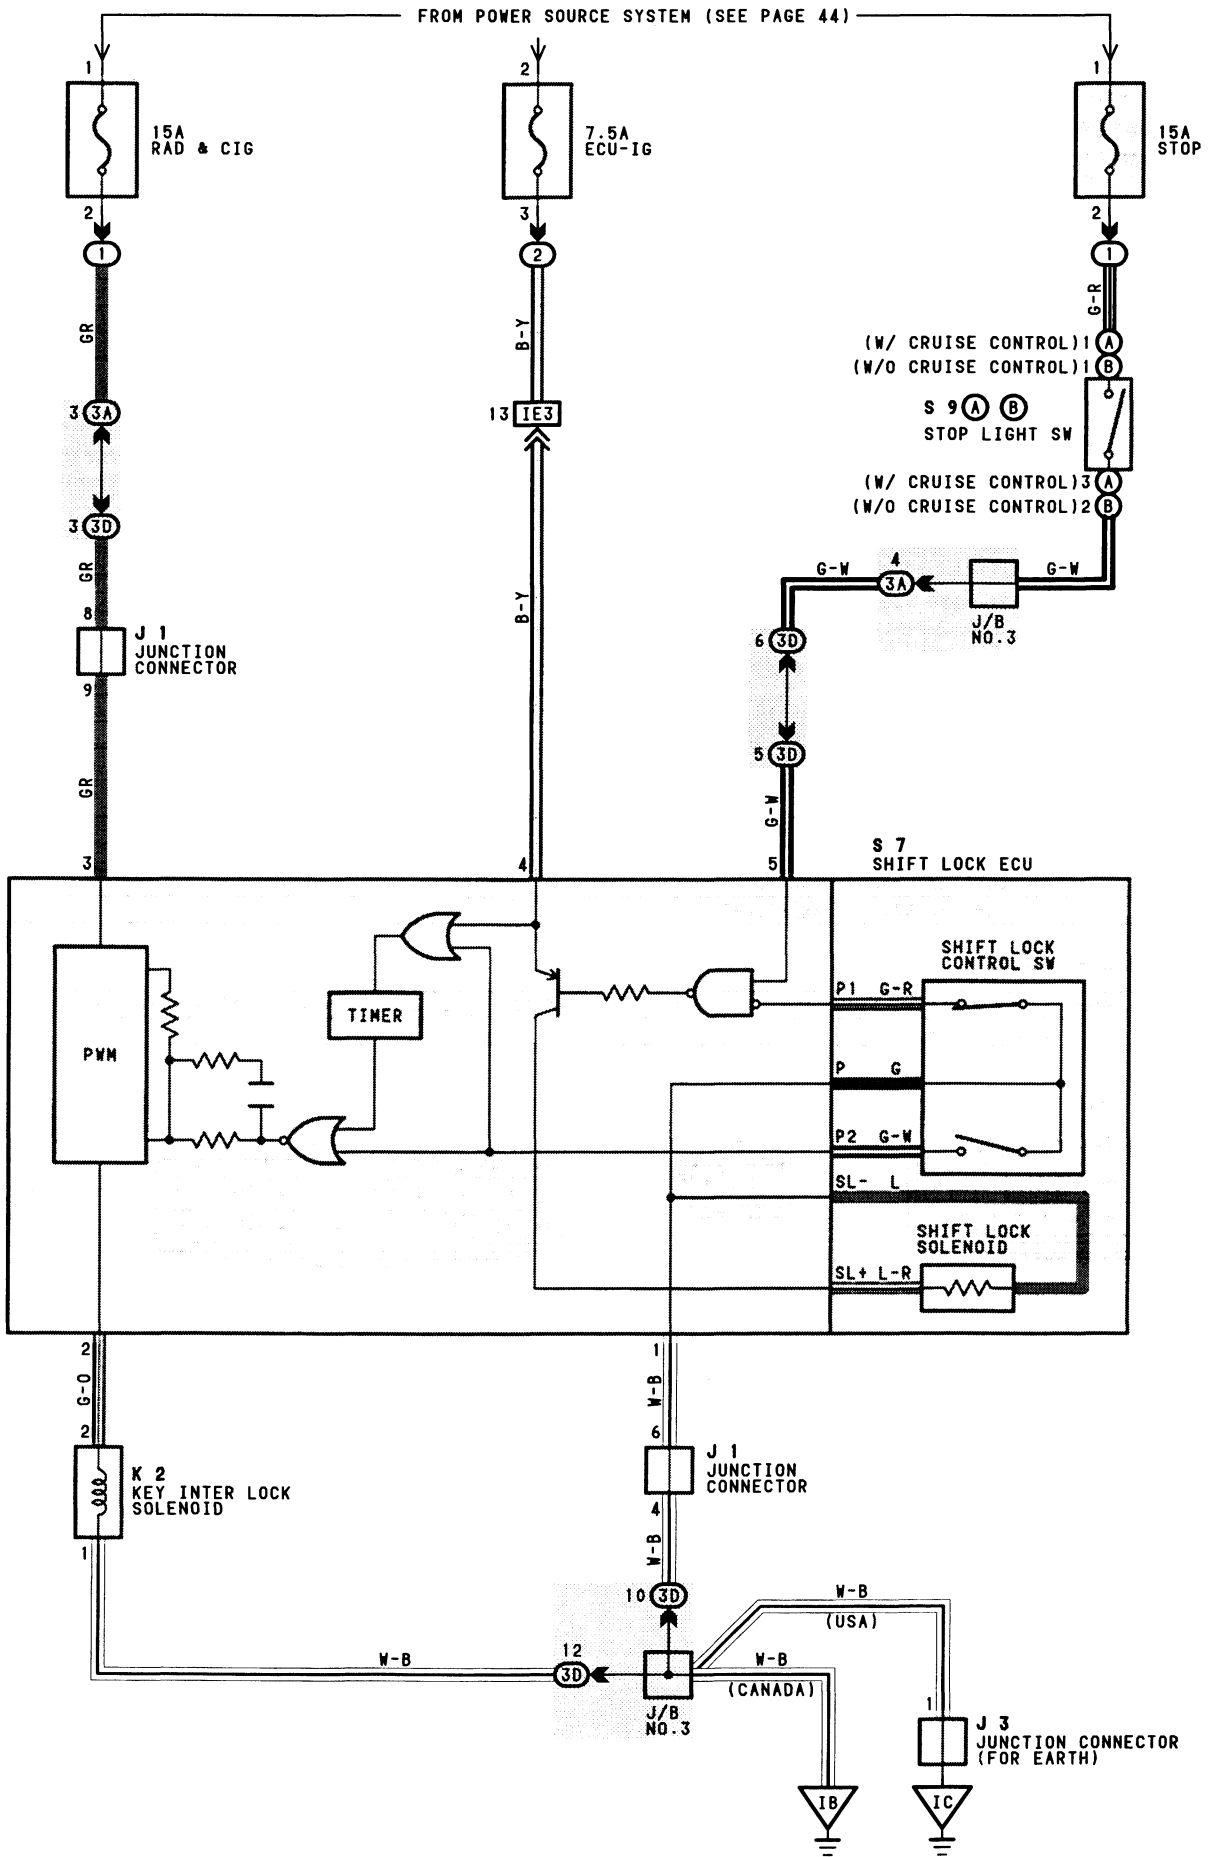 FROM POWER SOURCE SYSTEM (SEE PAGE 44)
1
2
1
15A
RAD & CIG
7.5A
ECU-IG
15A
STOP
2
3
2
1
2
1
GR
B-Y
G-R
(W/ CRUISE CONTROL)1 A
(W/O CRUISE CONTROL)1 B
3 3A
13 IE3
S 9 A B
STOP LIGHT SW
(W/ CRUISE CONTROL)3 A
(W/O CRUISE CONTROL)2 B
3 3D
GR
B-Y
G-W
4
3A
G-W
J/B
NO.3
8
J 1
JUNCTION
CONNECTOR
9
6 3D
5 3D
GR
G-W
3
4
5
S 7
SHIFT LOCK ECU
SHIFT LOCK
CONTROL SW
P1 G-R
TIMER
PWM
P G
P2 G-W
SL- L
SHIFT LOCK
SOLENOID
SL+ L-R
2
G-O
2
1
W-B
6
K 2
KEY INTER LOCK
SOLENOID
J 1
JUNCTION
CONNECTOR
1
4
W-B
10 3D
W-B
(USA)
W-B
12
3D
W-B
(CANADA)
J/B
NO.3
1
J 3
JUNCTION CONNECTOR
(FOR EARTH)
IB
IC